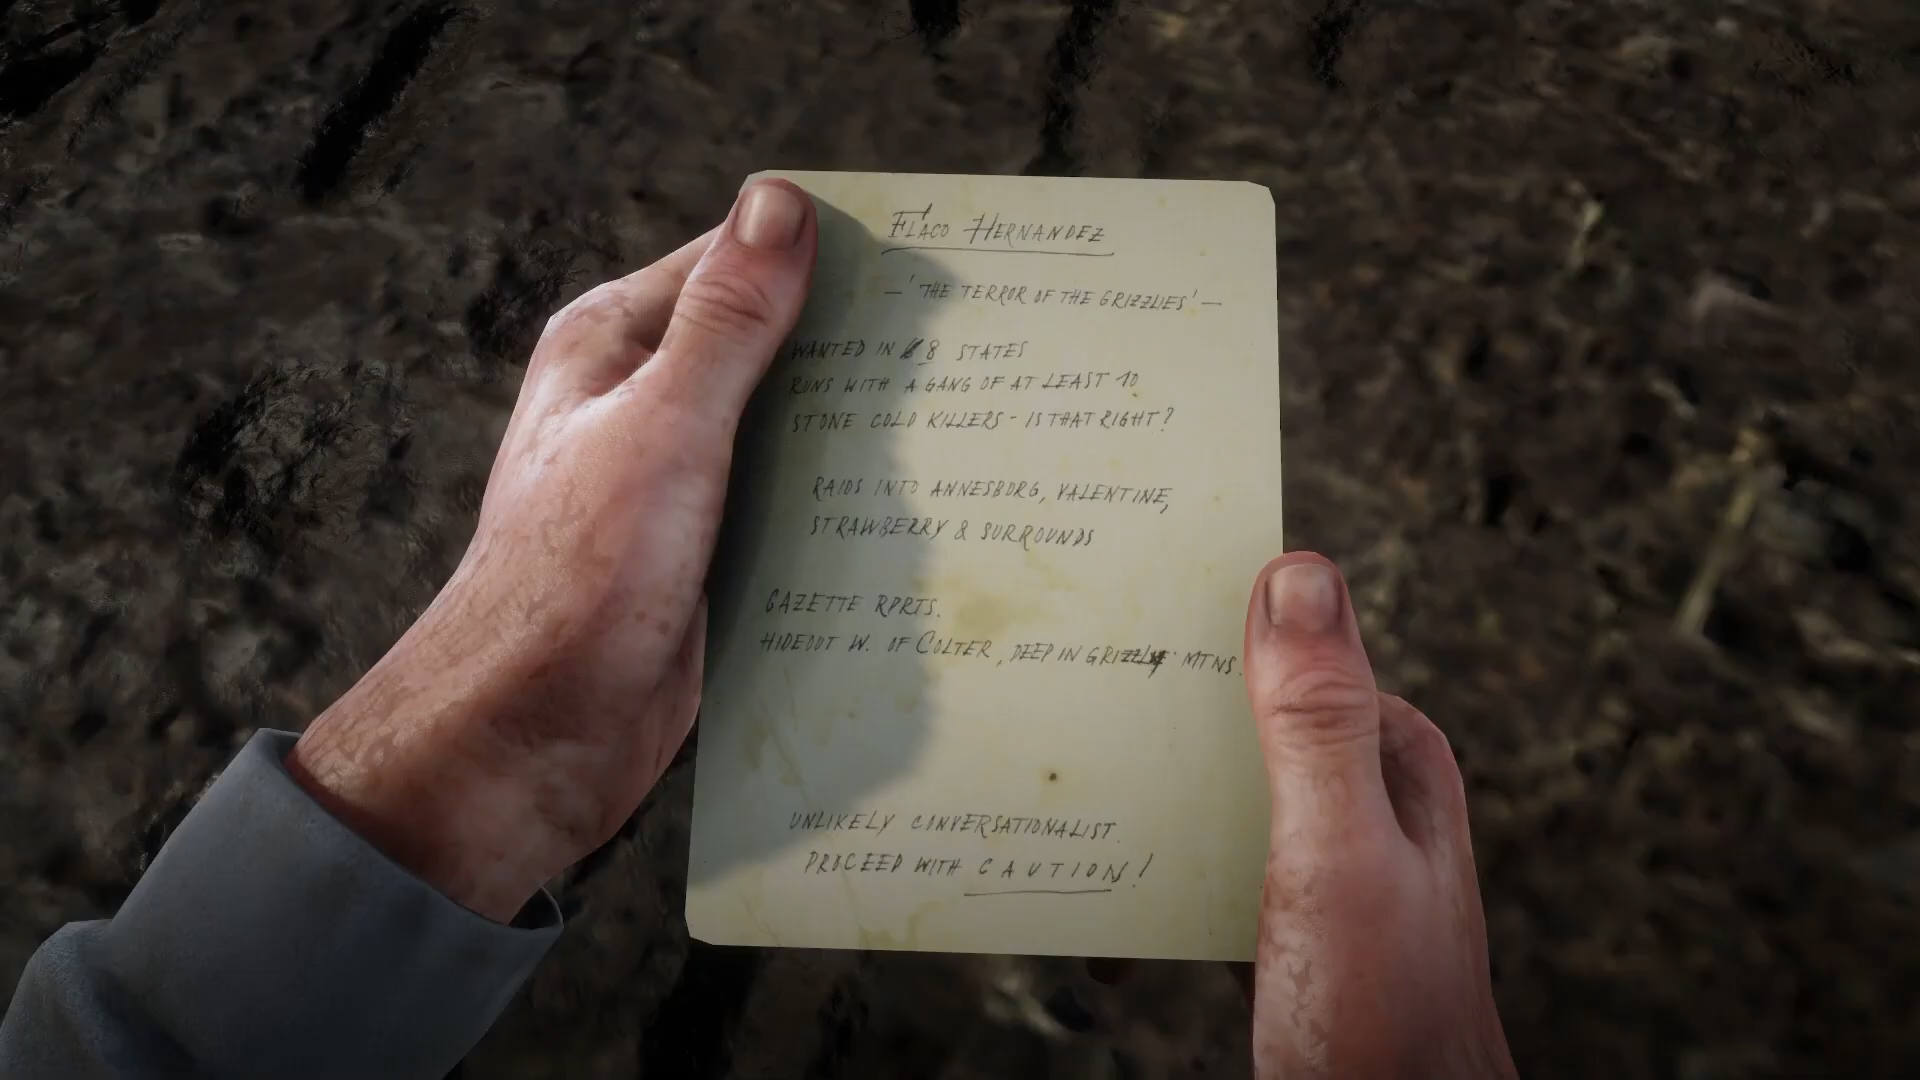 FLACO HERNANDEZ
— 'THE TERROR OF THE GRIZZLIES' —
WANTED IN 8 STATES
RUNS WITH A GANG OF AT LEAST 10
STONE COLD KILLERS - IS THAT RIGHT?
RAIDS INTO ANNESBURG, VALENTINE,
STRAWBERRY & SURROUNDS
GAZETTE RPRTS.
HIDEOUT W. OF COLTER, DEEP IN GRIZZLY MTNS.
UNLIKELY CONVERSATIONALIST.
PROCEED WITH CAUTION!